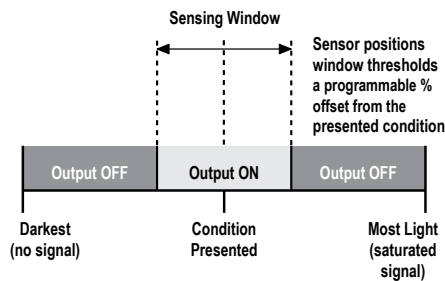 Sensing Window
Sensor positions
window thresholds
a programmable %
offset from the
presented condition
Output OFF
Output ON
Output OFF
Darkest
(no signal)
Condition
Presented
Most Light
(saturated
signal)